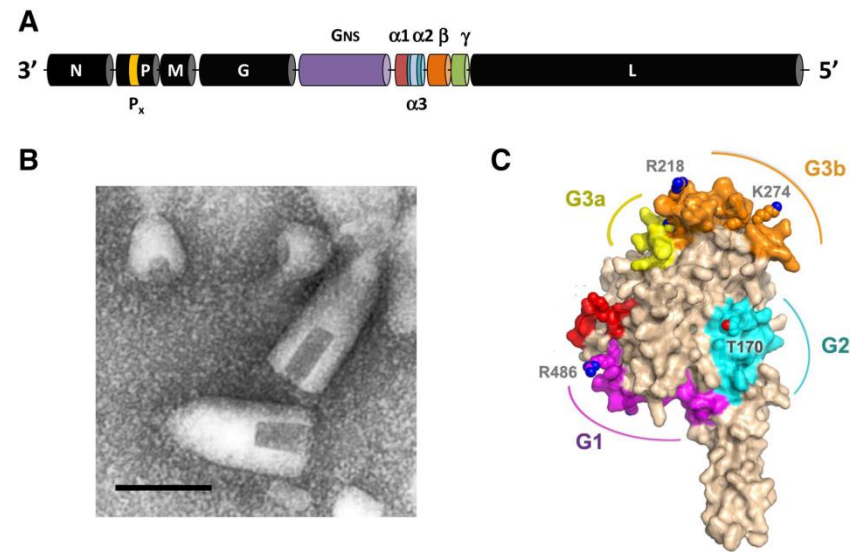 A
GNS α1 α2 β γ
3’ N P M G L 5’
Px α3
B
C
R218
G3b
K274
G3a
T170
G2
R486
G1